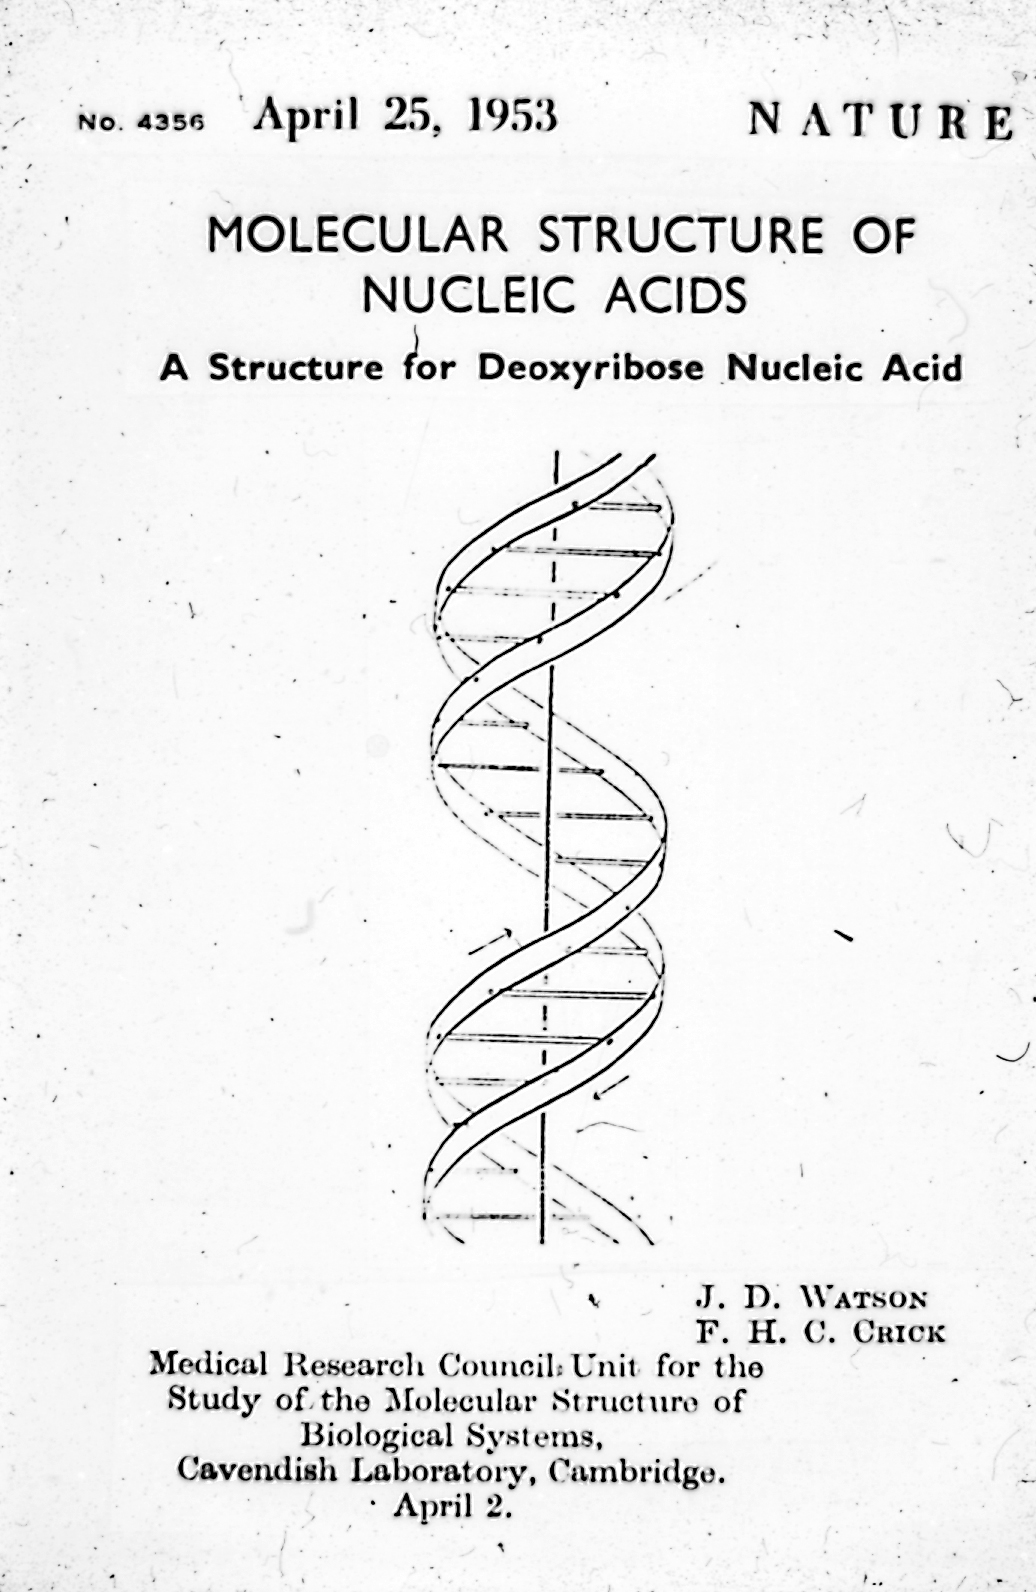 No. 4356 April 25, 1953 NATURE
MOLECULAR STRUCTURE OF
NUCLEIC ACIDS
A Structure for Deoxyribose Nucleic Acid
J. D. WATSON
F. H. C. CRICK
Medical Research Council Unit for the
Study of the Molecular Structure of
Biological Systems,
Cavendish Laboratory, Cambridge.
April 2.